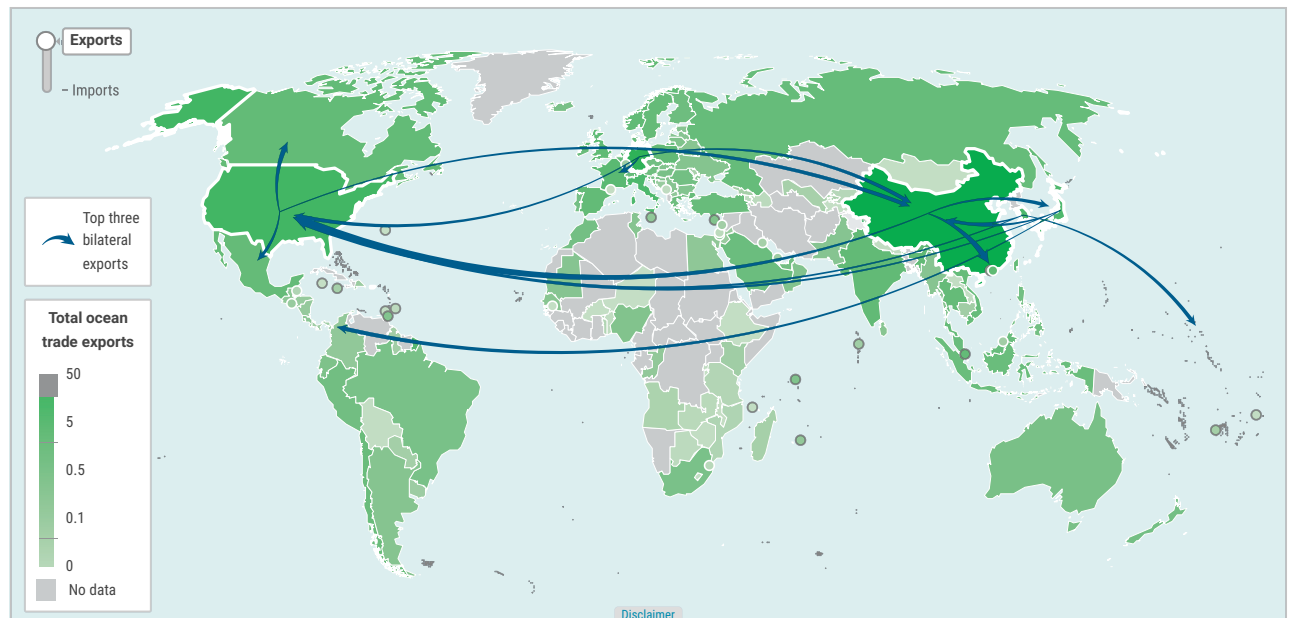 Exports
– Imports
Top three
bilateral
exports
Total ocean
trade exports
50
5
0.5
0.1
0
No data
Disclaimer